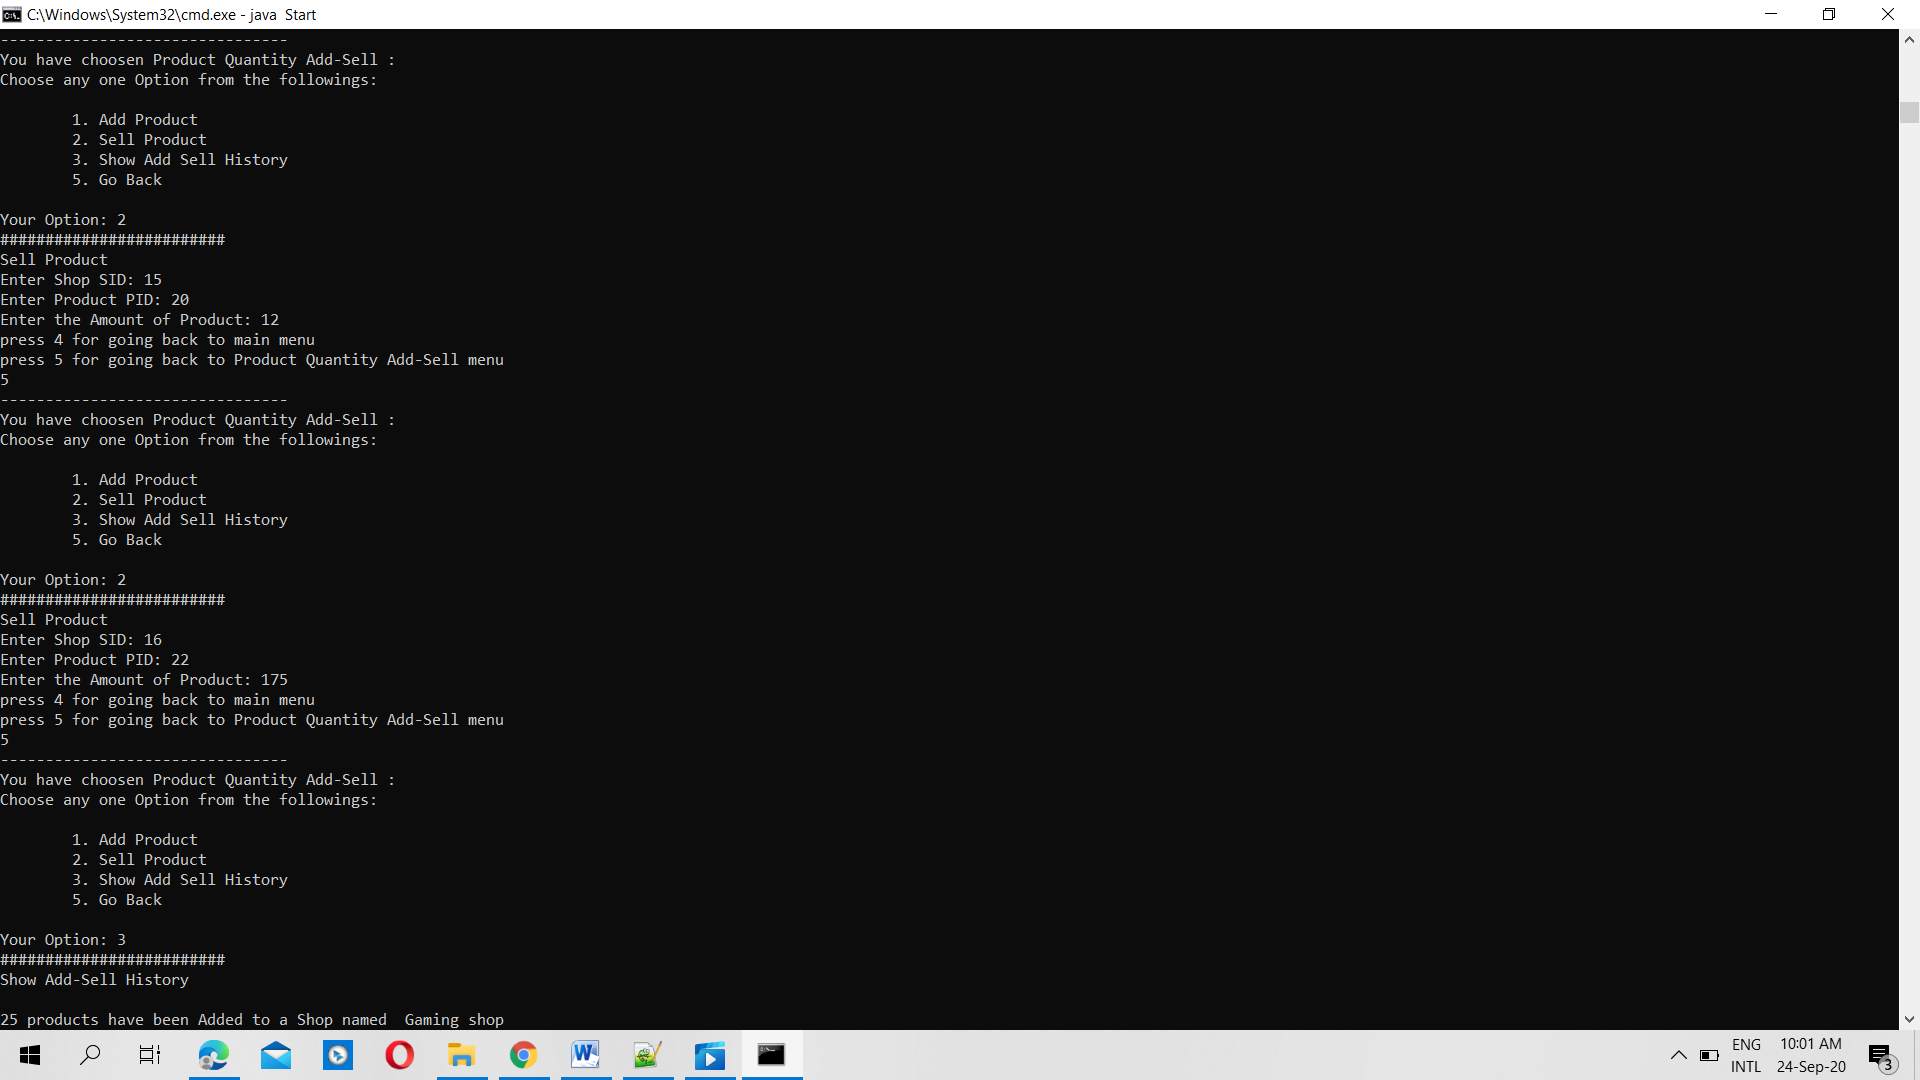 C:\Windows\System32\cmd.exe - java  Start
--------------------------------
You have choosen Product Quantity Add-Sell :
Choose any one Option from the followings:
1. Add Product
2. Sell Product
3. Show Add Sell History
5. Go Back
Your Option: 2
#########################
Sell Product
Enter Shop SID: 15
Enter Product PID: 20
Enter the Amount of Product: 12
press 4 for going back to main menu
press 5 for going back to Product Quantity Add-Sell menu
5
--------------------------------
You have choosen Product Quantity Add-Sell :
Choose any one Option from the followings:
1. Add Product
2. Sell Product
3. Show Add Sell History
5. Go Back
Your Option: 2
#########################
Sell Product
Enter Shop SID: 16
Enter Product PID: 22
Enter the Amount of Product: 175
press 4 for going back to main menu
press 5 for going back to Product Quantity Add-Sell menu
5
--------------------------------
You have choosen Product Quantity Add-Sell :
Choose any one Option from the followings:
1. Add Product
2. Sell Product
3. Show Add Sell History
5. Go Back
Your Option: 3
#########################
Show Add-Sell History
25 products have been Added to a Shop named  Gaming shop
ENG 10:01 AM
INTL 24-Sep-20 3